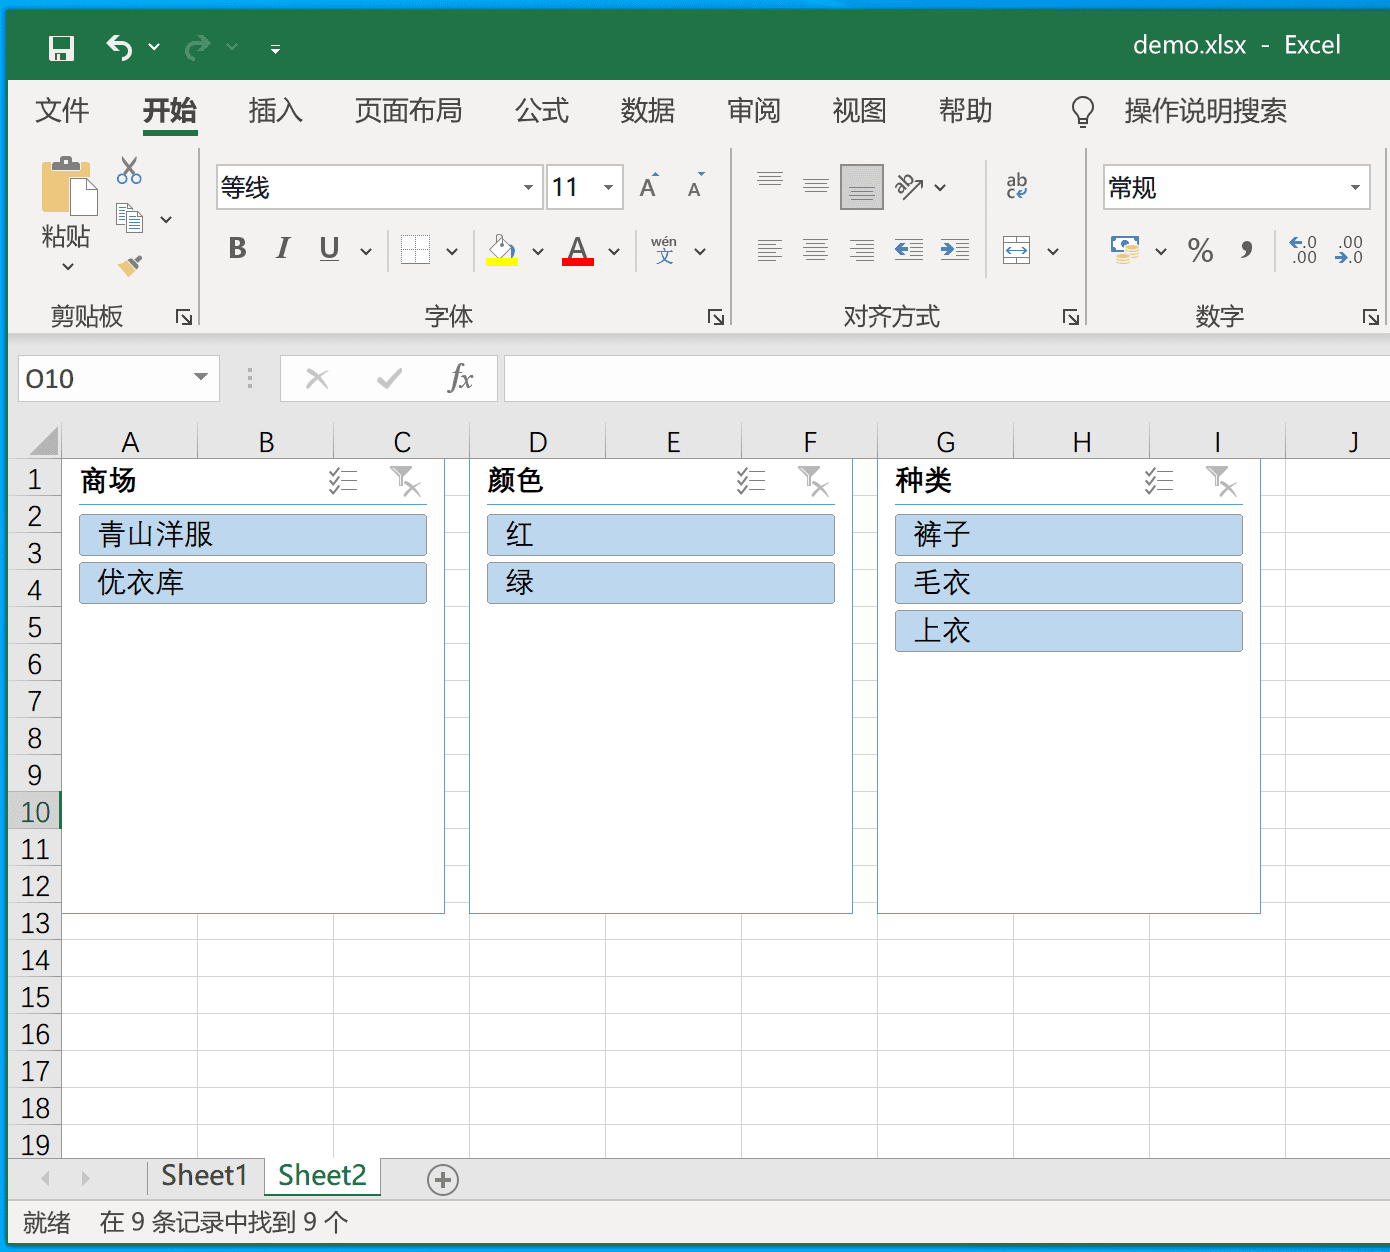 demo.xlsx - Excel
文件 开始 插入 页面布局 公式 数据 审阅 视图 帮助 操作说明搜索
粘贴
等线 11 A A
ab c
常规
B I U A wén 文
% , .0 .00 .00 .0
剪贴板 字体 对齐方式 数字
O10 fx
A B C D E F G H I J
1 商场 颜色 种类
2 青山洋服 红 裤子
3
4 优衣库 绿 毛衣
5 上衣
6
7
8
9
10
11
12
13
14
15
16
17
18
19
Sheet1 Sheet2
就绪 在 9 条记录中找到 9 个